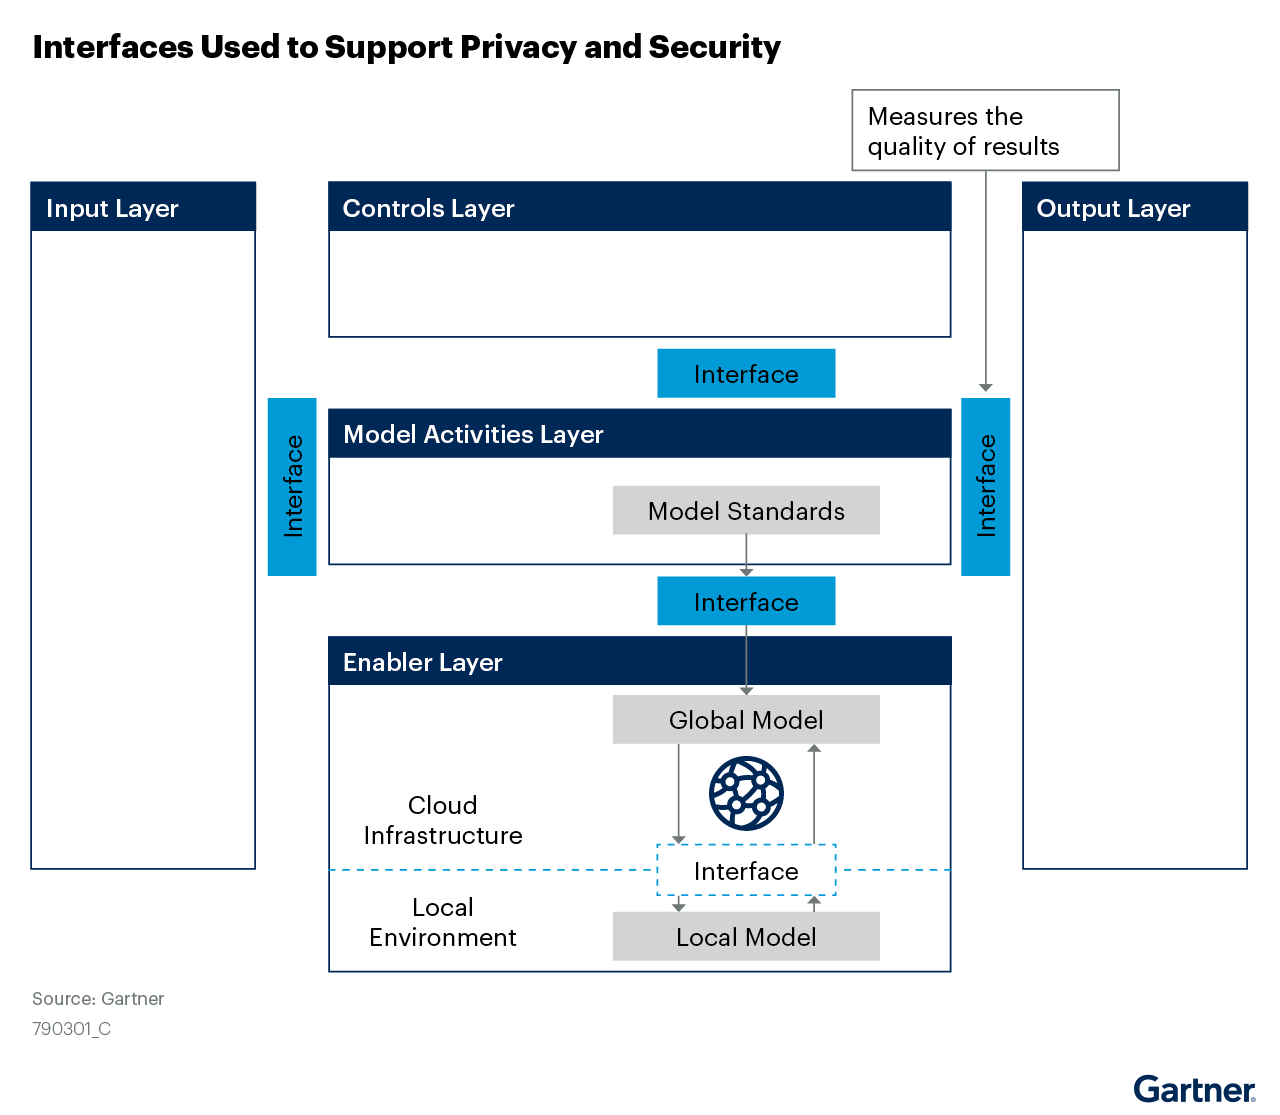 Interfaces Used to Support Privacy and Security
Measures the
quality of results
Input Layer
Controls Layer
Output Layer
Interface
Model Activities Layer
Interface
Interface
Model Standards
Interface
Enabler Layer
Global Model
Cloud
Infrastructure
Interface
Local
Environment
Local Model
Source: Gartner
790301_C
Gartner